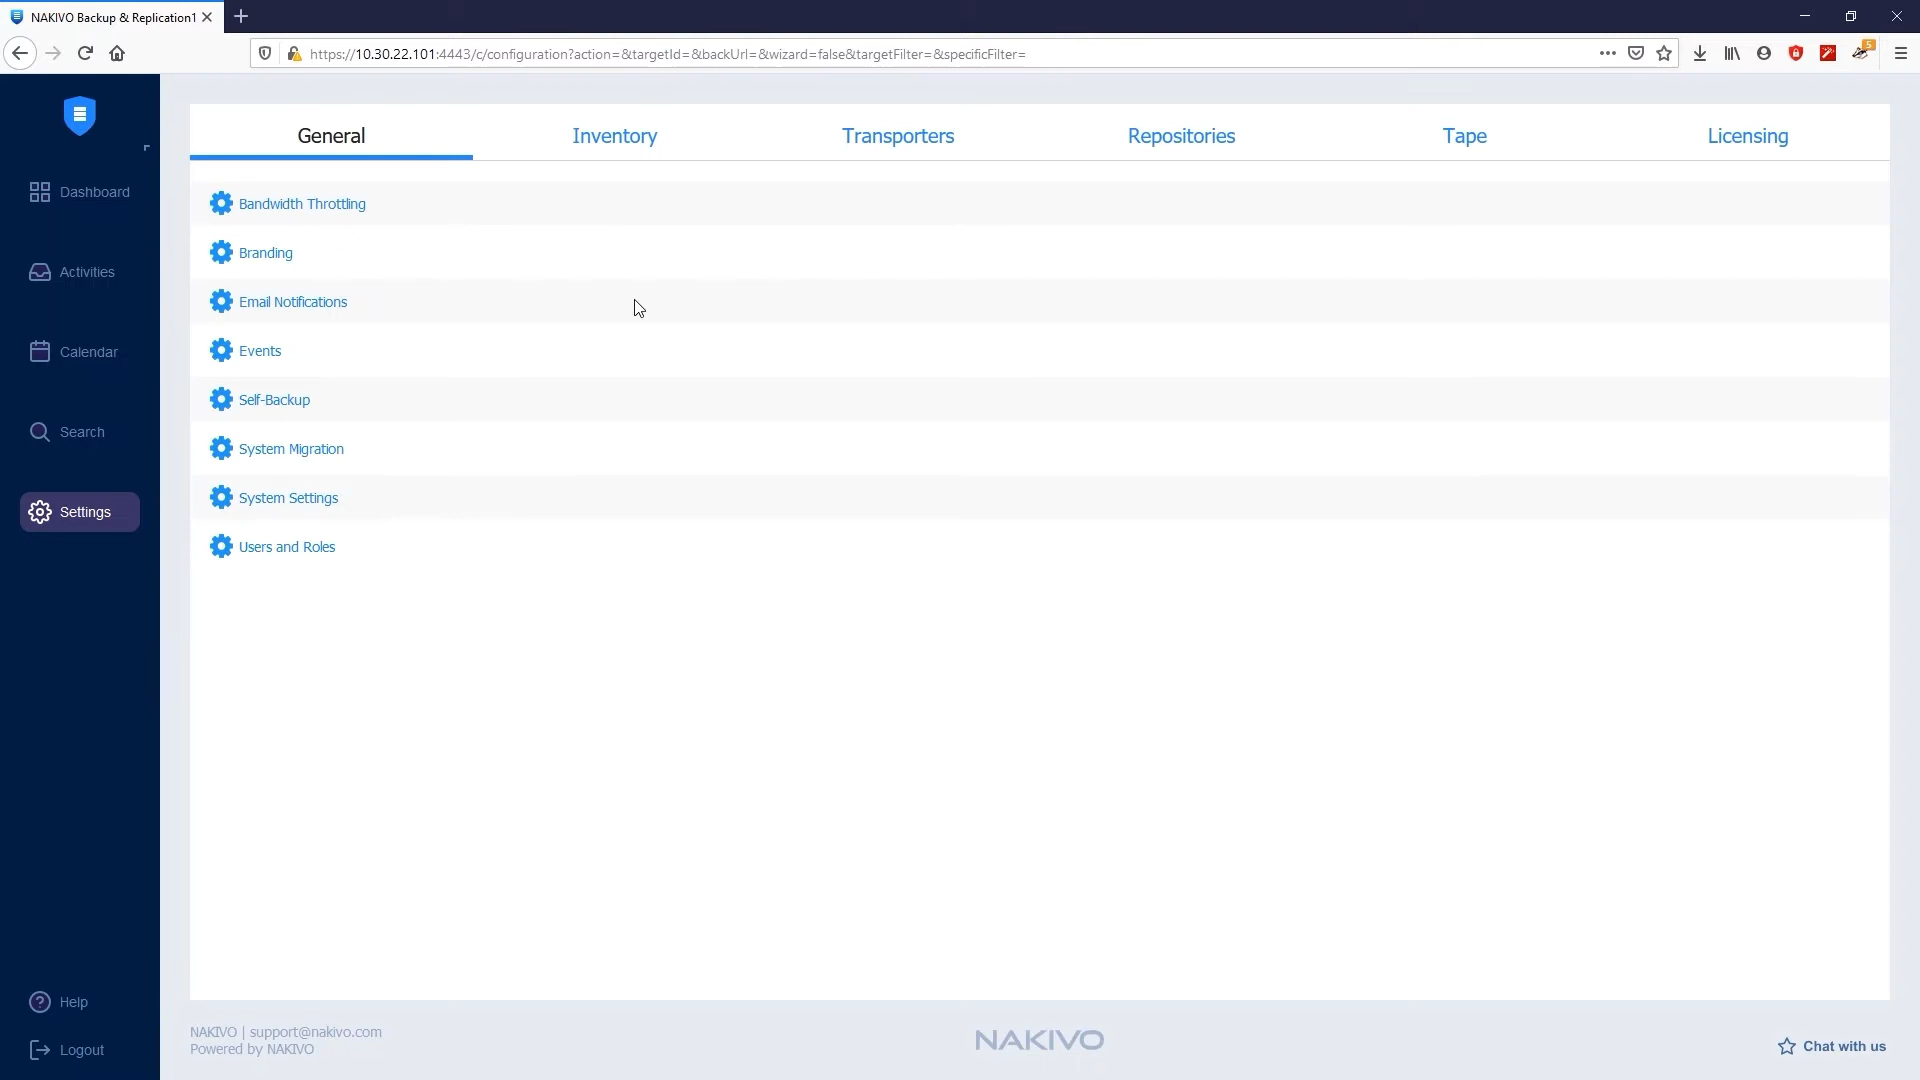 NAKIVO Backup & Replication1
https://10.30.22.101:4443/c/configuration?action=&targetId=&backUrl=&wizard=false&targetFilter=&specificFilter=
5
General
Inventory
Transporters
Repositories
Tape
Licensing
Dashboard
Activities
Calendar
Search
Settings
Bandwidth Throttling
Branding
Email Notifications
Events
Self-Backup
System Migration
System Settings
Users and Roles
Help
Logout
NAKIVO | support@nakivo.com
Powered by NAKIVO
NAKIVO
Chat with us